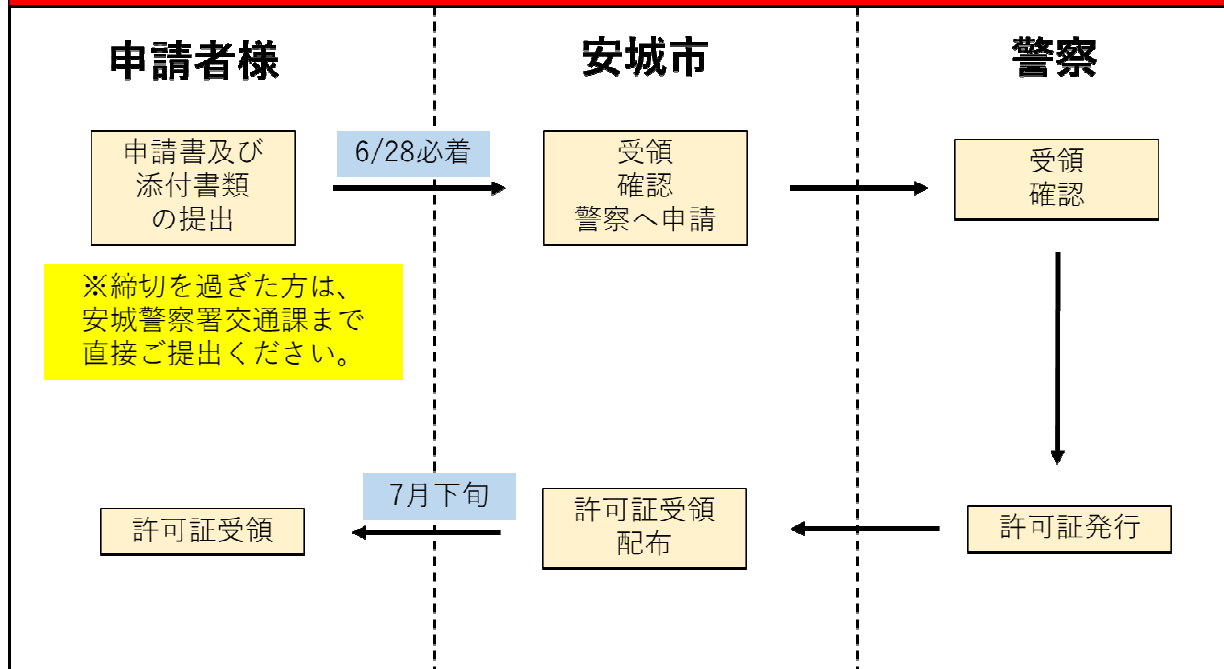 申請者様
安城市
警察
申請書及び
添付書類
の提出
6/28必着
受領
確認
警察へ申請
受領
確認
※締切を過ぎた方は、
安城警察署交通課まで
直接ご提出ください。
許可証受領
7月下旬
許可証受領
配布
許可証発行